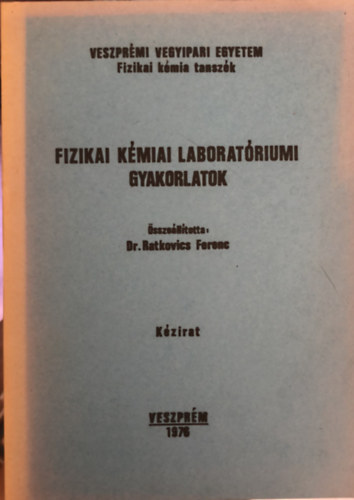 VESZPRÉMI VEGYIPARI EGYETEM
Fizikai kémia tanszék
FIZIKAI KÉMIAI LABORATÓRIUMI
GYAKORLATOK
Összeállította:
Dr. Ratkovics Ferenc
Kézirat
VESZPRÉM
1976